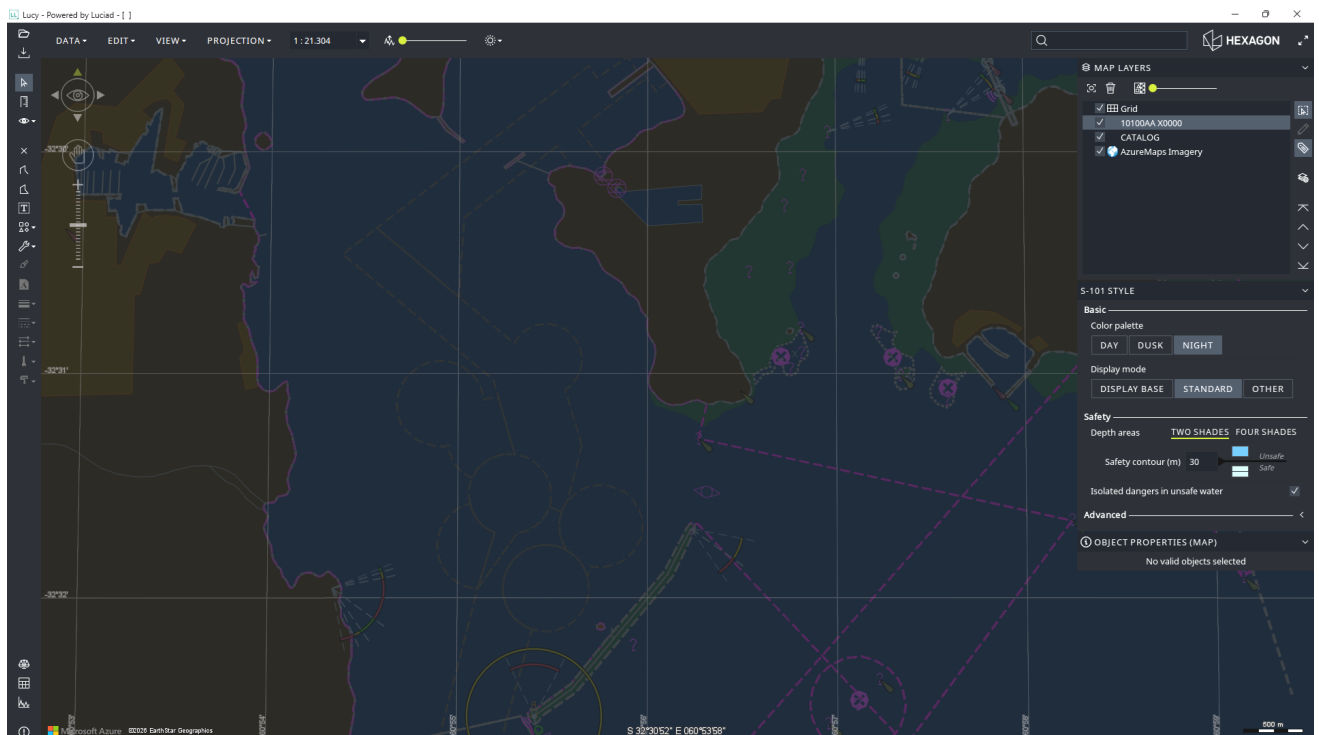 Lucy - Powered by Luciad - [ ]
DATA EDIT VIEW PROJECTION 1 : 21.304 HEXAGON
MAP LAYERS
Grid
10100AA X0000
CATALOG
AzureMaps Imagery
S-101 STYLE
Basic
Color palette
DAY DUSK NIGHT
Display mode
DISPLAY BASE STANDARD OTHER
Safety
Depth areas TWO SHADES FOUR SHADES
Safety contour (m) 30 Unsafe
Safe
Isolated dangers in unsafe water
Advanced
OBJECT PROPERTIES (MAP)
No valid objects selected
-32°30'
-32°31'
-32°32'
Microsoft Azure ©2026 EarthStar Geographics S 32°30'52" E 060°53'58" 500 m